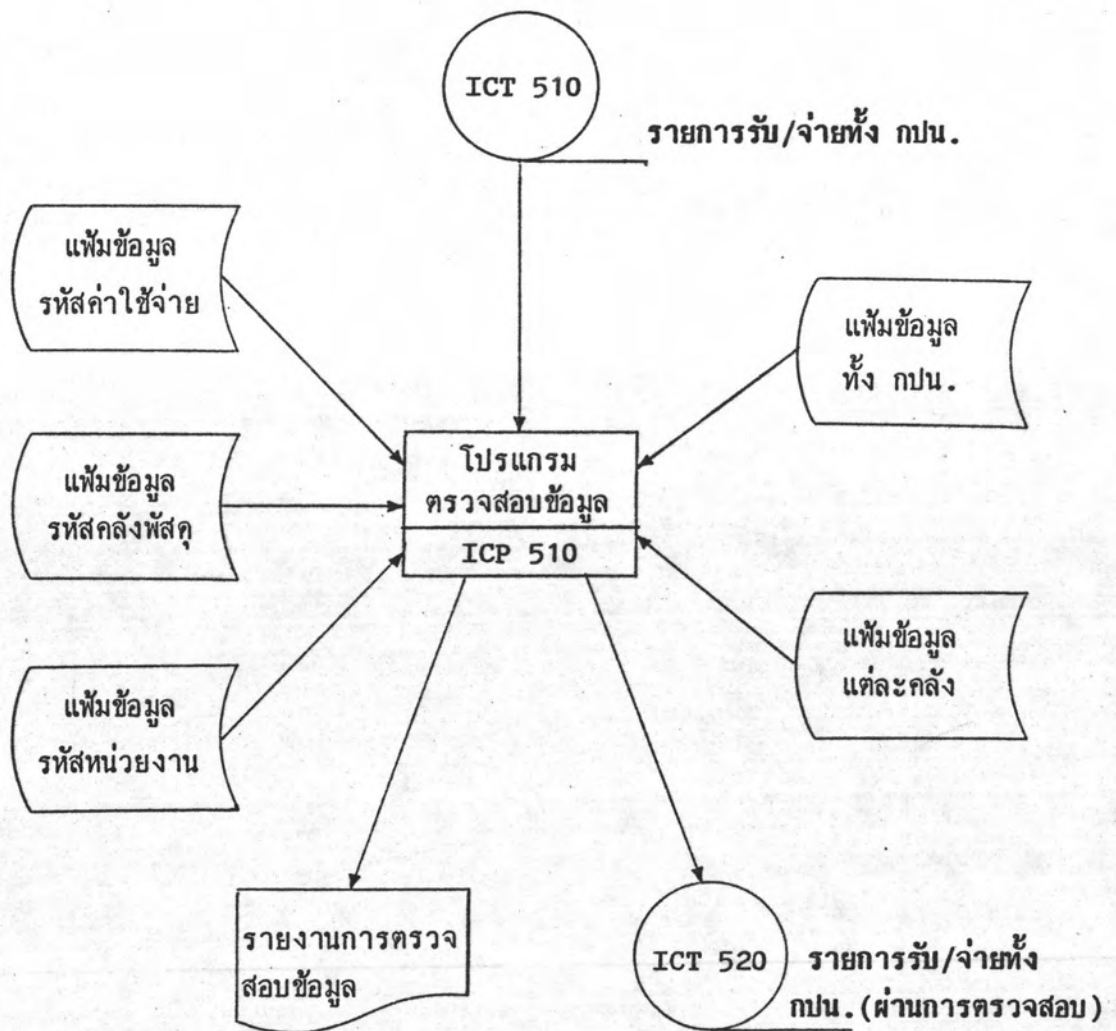 ICT 510
รายการรับ/จ่ายทั้ง กปน.
แฟ้มข้อมูล
รหัสค่าใช้จ่าย
แฟ้มข้อมูล
ทั้ง กปน.
แฟ้มข้อมูล
รหัสคลังพัสดุ
โปรแกรม
ตรวจสอบข้อมูล
ICP 510
แฟ้มข้อมูล
แต่ละคลัง
แฟ้มข้อมูล
รหัสหน่วยงาน
รายงานการตรวจ
สอบข้อมูล
ICT 520
รายการรับ/จ่ายทั้ง
กปน.(ผ่านการตรวจสอบ)